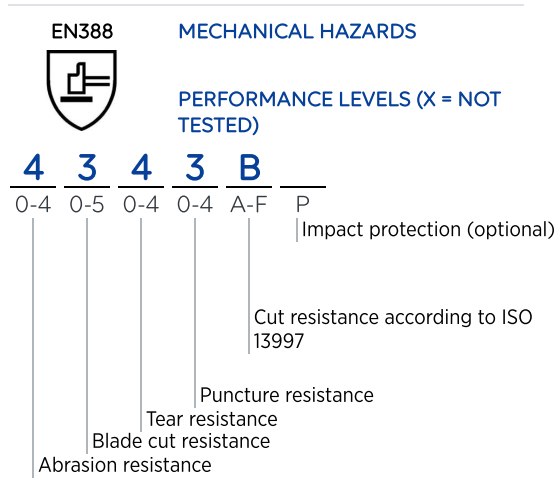 EN388
MECHANICAL HAZARDS
PERFORMANCE LEVELS (X = NOT
TESTED)
4 3 4 3 B
0-4 0-5 0-4 0-4 A-F P
Impact protection (optional)
Cut resistance according to ISO
13997
Puncture resistance
Tear resistance
Blade cut resistance
Abrasion resistance